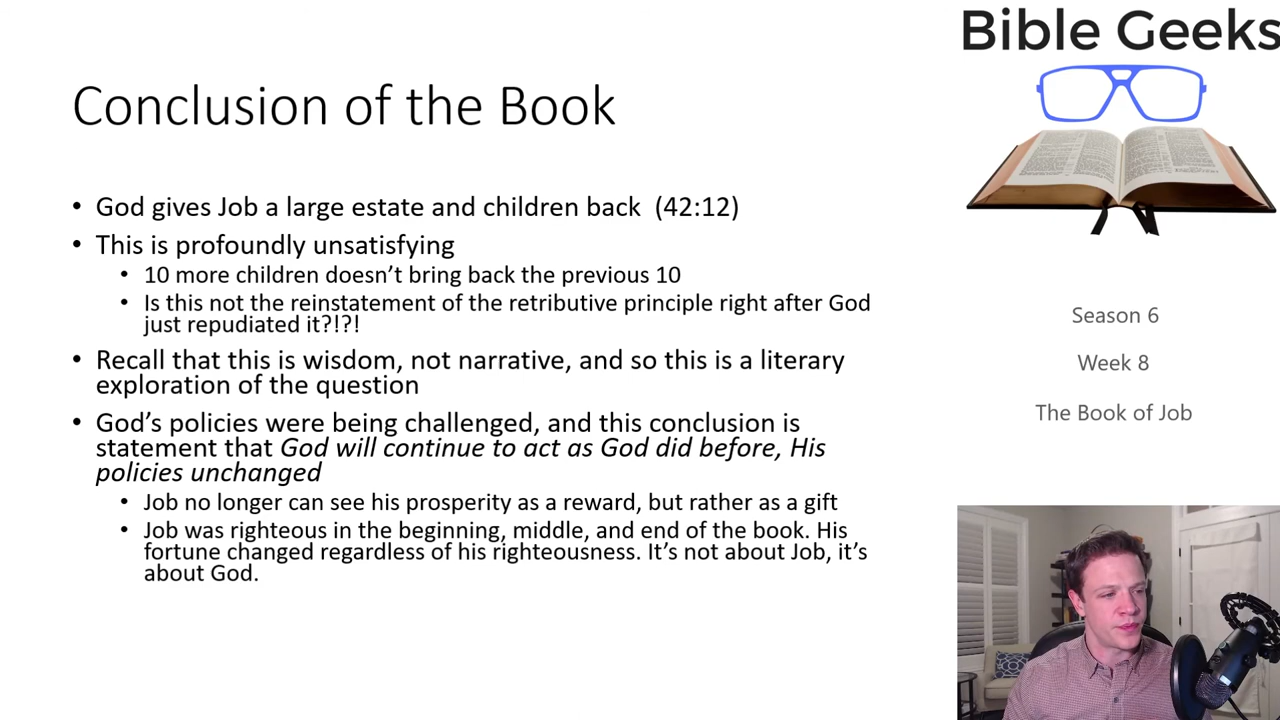 Bible Geeks
Conclusion of the Book
• God gives Job a large estate and children back (42:12)
• This is profoundly unsatisfying
• 10 more children doesn’t bring back the previous 10
• Is this not the reinstatement of the retributive principle right after God
just repudiated it?!?!
• Recall that this is wisdom, not narrative, and so this is a literary
exploration of the question
• God’s policies were being challenged, and this conclusion is
statement that God will continue to act as God did before, His
policies unchanged
• Job no longer can see his prosperity as a reward, but rather as a gift
• Job was righteous in the beginning, middle, and end of the book. His
fortune changed regardless of his righteousness. It’s not about Job, it’s
about God.
Season 6
Week 8
The Book of Job